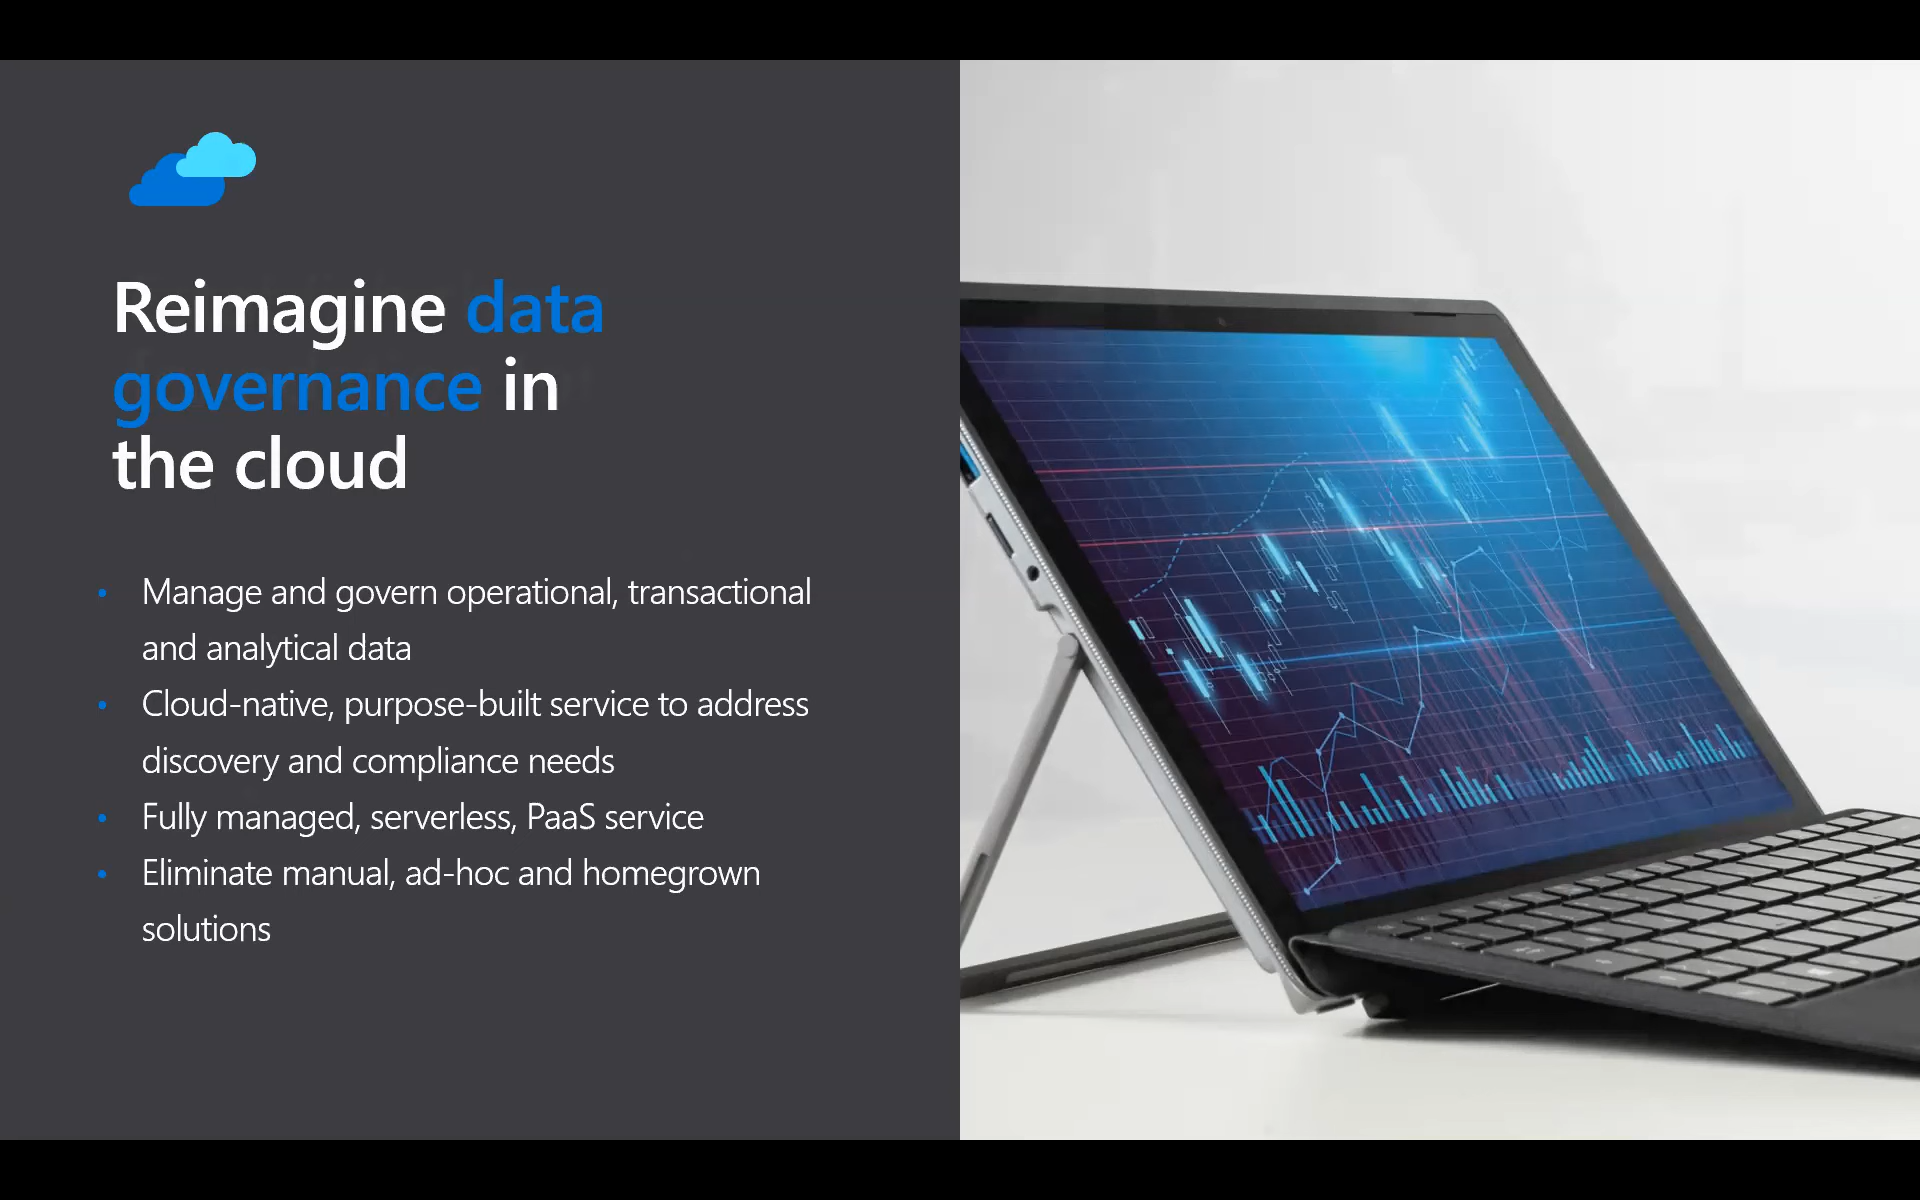 Reimagine data
governance in
the cloud
• Manage and govern operational, transactional
and analytical data
• Cloud-native, purpose-built service to address
discovery and compliance needs
• Fully managed, serverless, PaaS service
• Eliminate manual, ad-hoc and homegrown
solutions